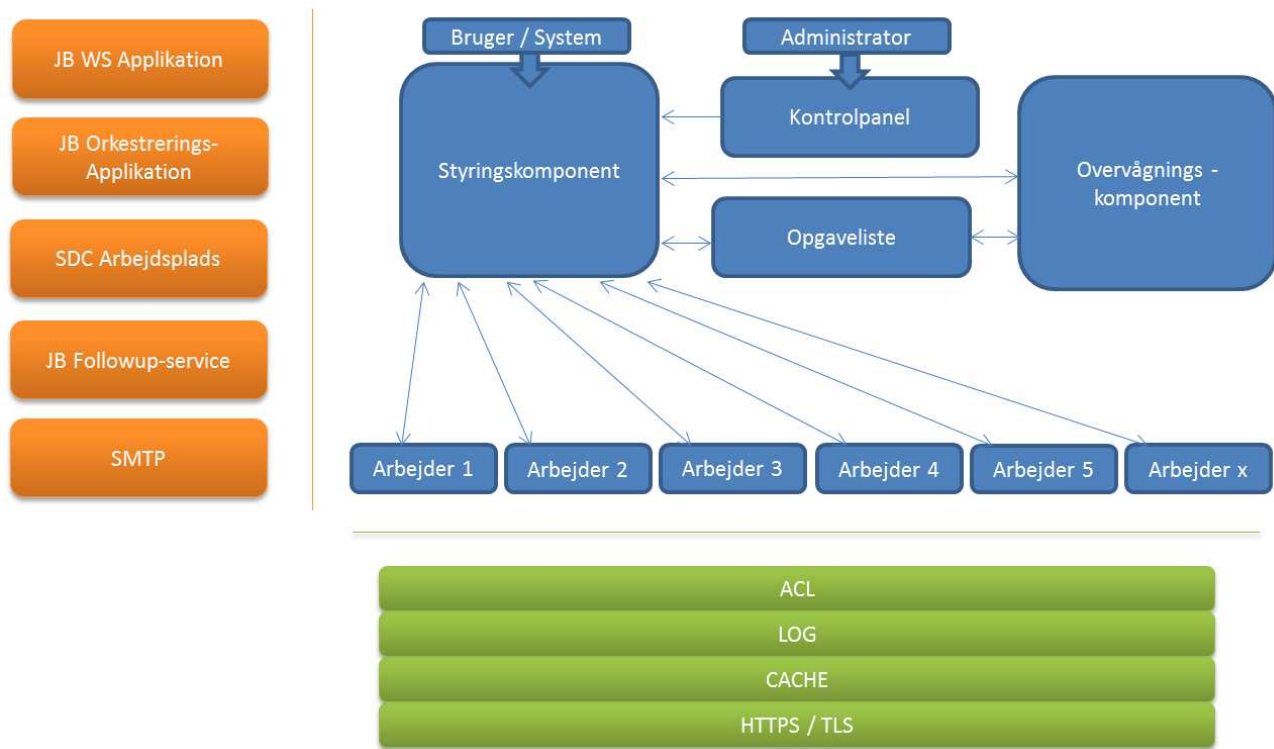 JB WS Applikation
JB Orkestrerings-
Applikation
SDC Arbejdsplads
JB Followup-service
SMTP
Bruger / System
Administrator
Styringskomponent
Kontrolpanel
Opgaveliste
Overvågnings -
komponent
Arbejder 1
Arbejder 2
Arbejder 3
Arbejder 4
Arbejder 5
Arbejder x
ACL
LOG
CACHE
HTTPS / TLS